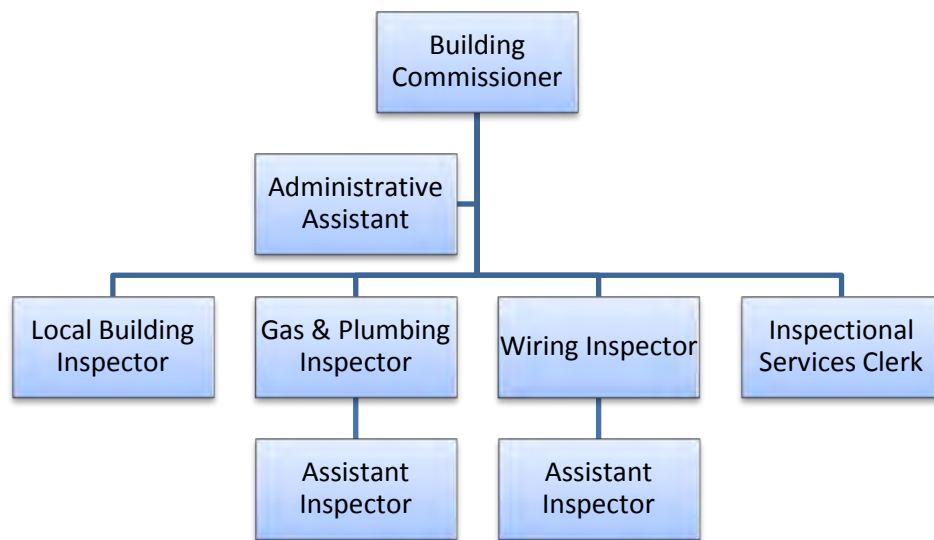 Building
Commissioner
Administrative
Assistant
Local Building
Inspector
Gas & Plumbing
Inspector
Wiring Inspector
Inspectional
Services Clerk
Assistant
Inspector
Assistant
Inspector